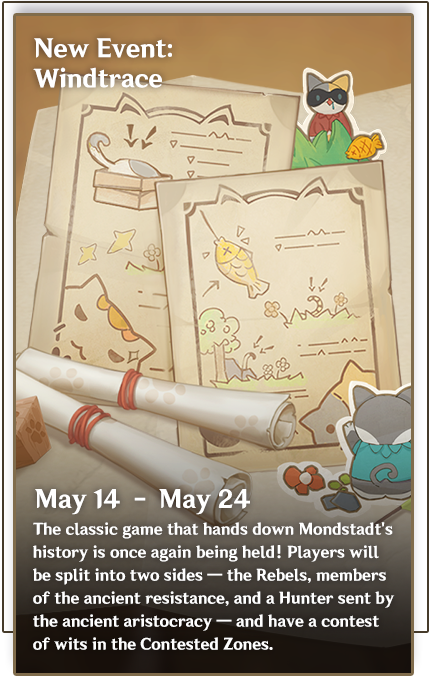 New Event:
Windtrace
May 14 – May 24
The classic game that hands down Mondstadt's
history is once again being held! Players will
be split into two sides — the Rebels, members
of the ancient resistance, and a Hunter sent by
the ancient aristocracy — and have a contest
of wits in the Contested Zones.